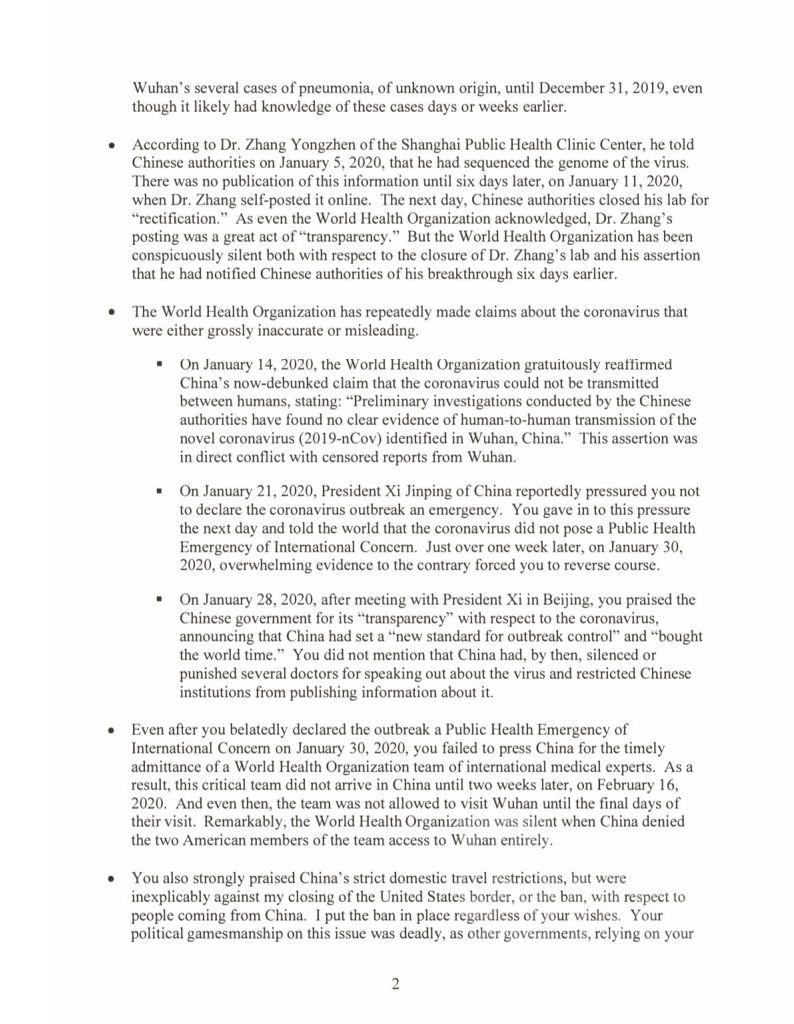 Wuhan's several cases of pneumonia, of unknown origin, until December 31, 2019, even
though it likely had knowledge of these cases days or weeks earlier.
• According to Dr. Zhang Yongzhen of the Shanghai Public Health Clinic Center, he told
Chinese authorities on January 5, 2020, that he had sequenced the genome of the virus.
There was no publication of this information until six days later, on January 11, 2020,
when Dr. Zhang self-posted it online. The next day, Chinese authorities closed his lab for
“rectification.” As even the World Health Organization acknowledged, Dr. Zhang's
posting was a great act of “transparency.” But the World Health Organization has been
conspicuously silent both with respect to the closure of Dr. Zhang's lab and his assertion
that he had notified Chinese authorities of his breakthrough six days earlier.
• The World Health Organization has repeatedly made claims about the coronavirus that
were either grossly inaccurate or misleading.
▪ On January 14, 2020, the World Health Organization gratuitously reaffirmed
China's now-debunked claim that the coronavirus could not be transmitted
between humans, stating: “Preliminary investigations conducted by the Chinese
authorities have found no clear evidence of human-to-human transmission of the
novel coronavirus (2019-nCov) identified in Wuhan, China.” This assertion was
in direct conflict with censored reports from Wuhan.
▪ On January 21, 2020, President Xi Jinping of China reportedly pressured you not
to declare the coronavirus outbreak an emergency. You gave in to this pressure
the next day and told the world that the coronavirus did not pose a Public Health
Emergency of International Concern. Just over one week later, on January 30,
2020, overwhelming evidence to the contrary forced you to reverse course.
▪ On January 28, 2020, after meeting with President Xi in Beijing, you praised the
Chinese government for its “transparency” with respect to the coronavirus,
announcing that China had set a “new standard for outbreak control” and “bought
the world time.” You did not mention that China had, by then, silenced or
punished several doctors for speaking out about the virus and restricted Chinese
institutions from publishing information about it.
• Even after you belatedly declared the outbreak a Public Health Emergency of
International Concern on January 30, 2020, you failed to press China for the timely
admittance of a World Health Organization team of international medical experts. As a
result, this critical team did not arrive in China until two weeks later, on February 16,
2020. And even then, the team was not allowed to visit Wuhan until the final days of
their visit. Remarkably, the World Health Organization was silent when China denied
the two American members of the team access to Wuhan entirely.
• You also strongly praised China's strict domestic travel restrictions, but were
inexplicably against my closing of the United States border, or the ban, with respect to
people coming from China. I put the ban in place regardless of your wishes. Your
political gamesmanship on this issue was deadly, as other governments, relying on your
2